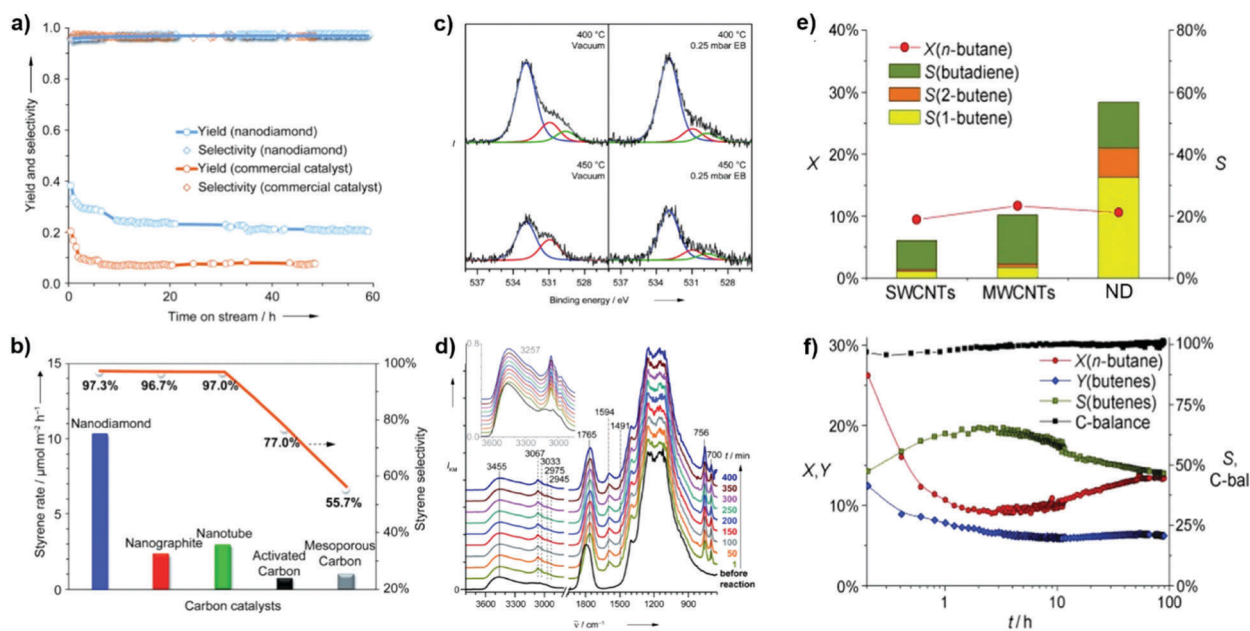 a)
1.0
0.8
0.6
0.4
0.2
0.0
Yield and selectivity
Yield (nanodiamond)
Selectivity (nanodiamond)
Yield (commercial catalyst)
Selectivity (commercial catalyst)
0 20 40 60
Time on stream / h
b)
15
10
5
0
Styrene rate / μmol m⁻² h⁻¹
97.3% 96.7% 97.0%
77.0%
55.7%
Nanodiamond
Nanographite
Nanotube
Activated
Carbon
Mesoporous
Carbon
100%
80%
60%
40%
20%
Styrene selectivity
Carbon catalysts
c)
400 °C
Vacuum
400 °C
0.25 mbar EB
I
450 °C
Vacuum
450 °C
0.25 mbar EB
537 534 531 528 537 534 531 528
Binding energy / eV
d)
0.8
3257
0.8
3600 3300 3000
I KM
3455
3067
3033
2975
2945
1765
1594
1491
756
700
t / min
400
350
300
250
200
150
100
50
1
before
reaction
0
3600 3300 3000 1800 1500 1200 900
ṽ / cm⁻¹
e)
40%
30%
20%
10%
0%
X
X(n-butane)
S(butadiene)
S(2-butene)
S(1-butene)
80%
60%
40%
20%
0%
S
SWCNTs MWCNTs ND
f)
30%
25%
20%
15%
10%
5%
0%
X,Y
X(n-butane)
Y(butenes)
S(butenes)
C-balance
100%
75%
50%
25%
0%
S,
C-bal
1 10 100
t / h